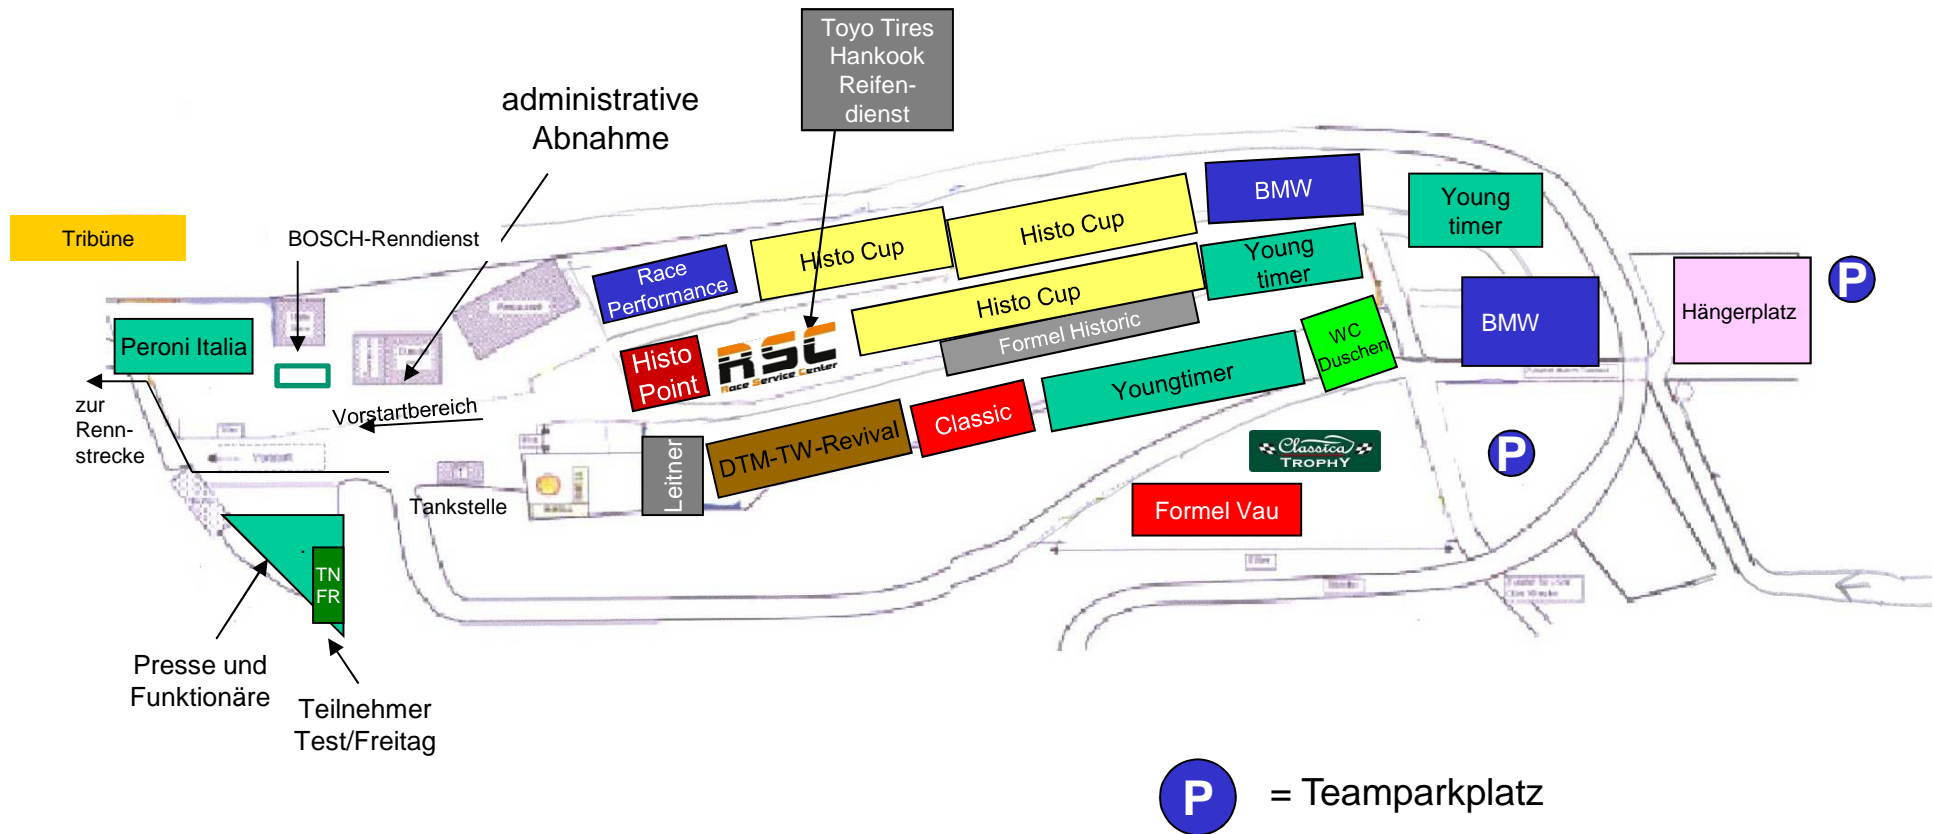 Toyo Tires
Hankook
Reifen-
dienst
administrative
Abnahme
BMW
Young
timer
Tribüne
BOSCH-Renndienst
Histo Cup
Histo Cup
Young
timer
Race
Performance
Histo Cup
BMW
Hängerplatz
P
Formel Historic
Peroni Italia
WC
Duschen
Histo
Point
RSC
Race Service Center
Youngtimer
zur
Renn-
strecke
Vorstartbereich
Classic
DTM-TW-Revival
Classica
TROPHY
P
Vorstart
Leitner
Tankstelle
Formel Vau
TN
FR
Presse und
Funktionäre
Teilnehmer
Test/Freitag
P
= Teamparkplatz